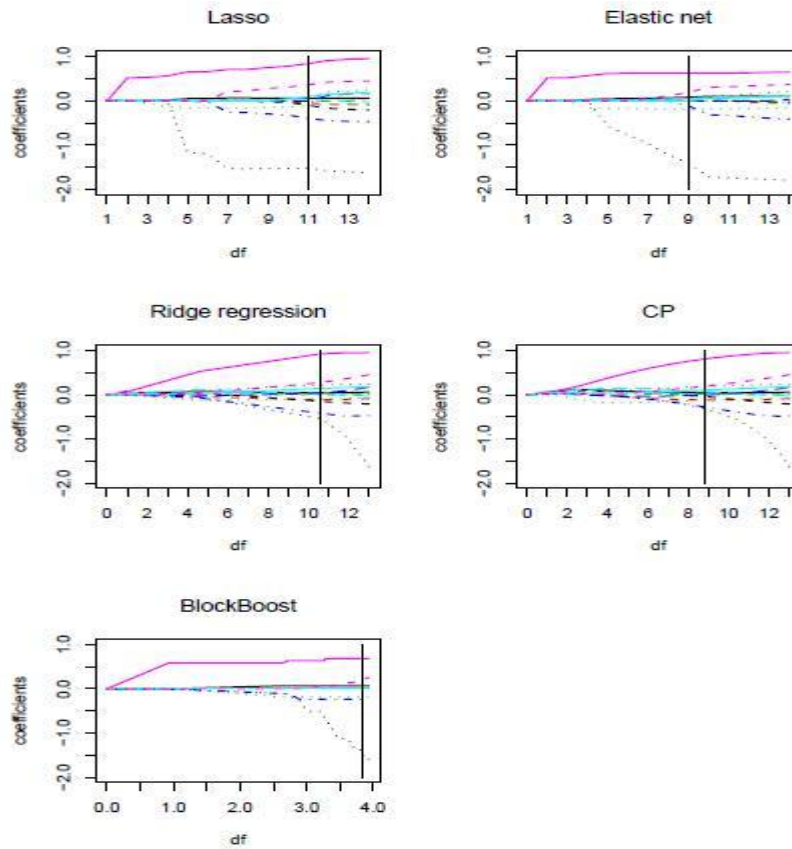 Lasso
coefficients
1.0
0.0
-1.0
-2.0
1 3 5 7 9 11 13
df
Elastic net
coefficients
1.0
0.0
-1.0
-2.0
1 3 5 7 9 11 13
df
Ridge regression
coefficients
1.0
0.0
-1.0
-2.0
0 2 4 6 8 10 12
df
CP
coefficients
1.0
0.0
-1.0
-2.0
0 2 4 6 8 10 12
df
BlockBoost
coefficients
1.0
0.0
-1.0
-2.0
0.0 1.0 2.0 3.0 4.0
df